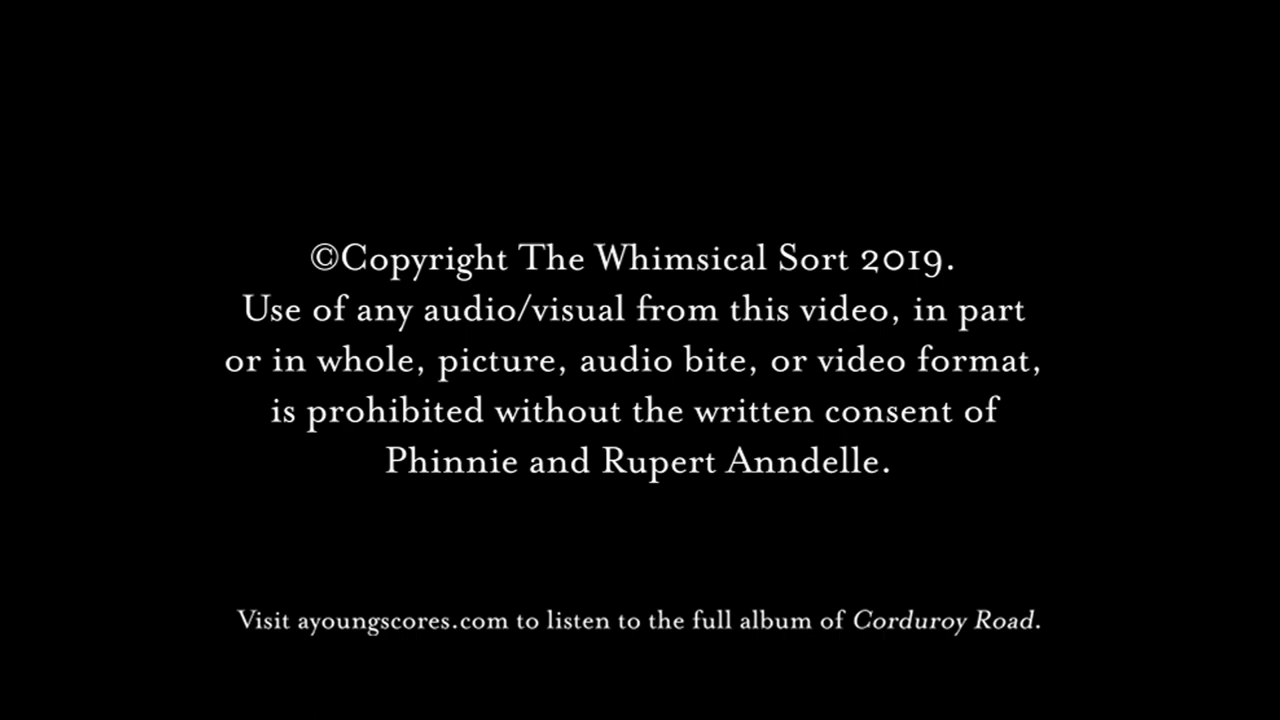 ©Copyright The Whimsical Sort 2019.
Use of any audio/visual from this video, in part
or in whole, picture, audio bite, or video format,
is prohibited without the written consent of
Phinnie and Rupert Anndelle.
Visit ayoungscores.com to listen to the full album of Corduroy Road.